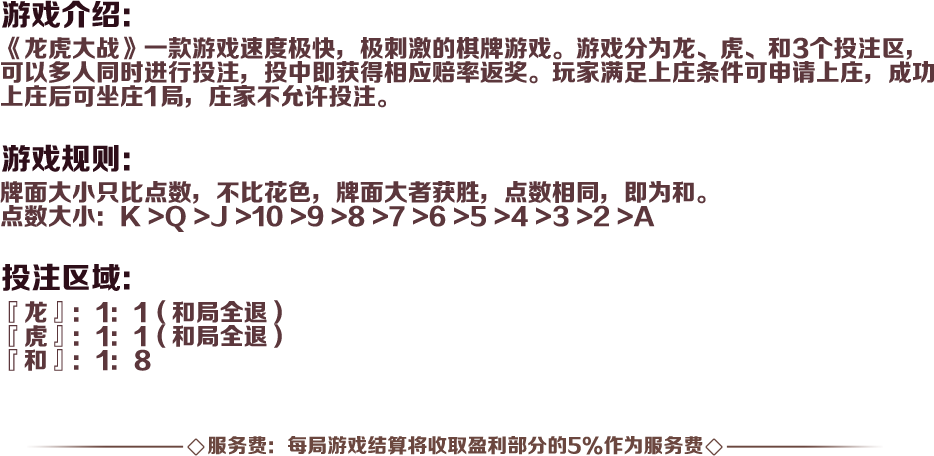 游戏介绍：
《龙虎大战》一款游戏速度极快，极刺激的棋牌游戏。游戏分为龙、虎、和3个投注区，
可以多人同时进行投注，投中即获得相应赔率返奖。玩家满足上庄条件可申请上庄，成功
上庄后可坐庄1局，庄家不允许投注。
游戏规则：
牌面大小只比点数，不比花色，牌面大者获胜，点数相同，即为和。
点数大小：K >Q >J >10 >9 >8 >7 >6 >5 >4 >3 >2 >A
投注区域：
『龙』：1：1（和局全退）
『虎』：1：1（和局全退）
『和』：1：8
◇服务费：每局游戏结算将收取盈利部分的5%作为服务费◇